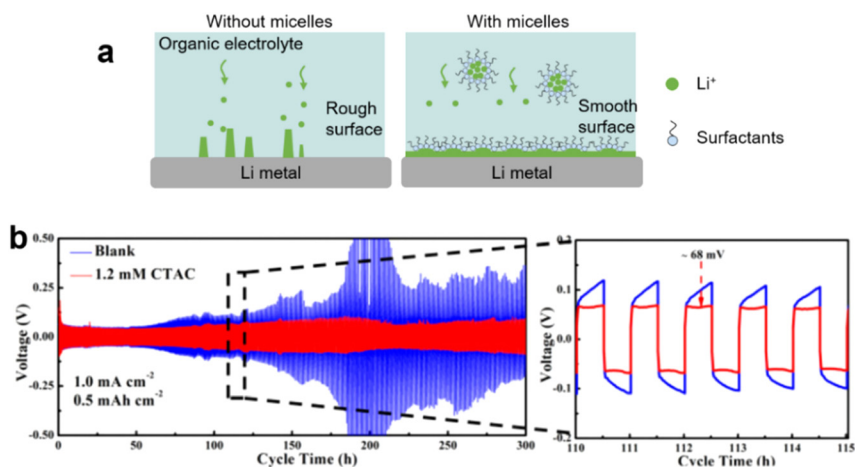 a
Without micelles
With micelles
Organic electrolyte
Rough
surface
Smooth
surface
Li metal
Li metal
Li⁺
Surfactants
b
Blank
1.2 mM CTAC
1.0 mA cm⁻²
0.5 mAh cm⁻²
Voltage (V)
0.50
0.25
0.00
-0.25
-0.50
0 50 100 150 200 250 300
Cycle Time (h)
~ 68 mV
Voltage (V)
0.2
0.1
0.0
-0.1
-0.2
110 111 112 113 114 115
Cycle Time (h)